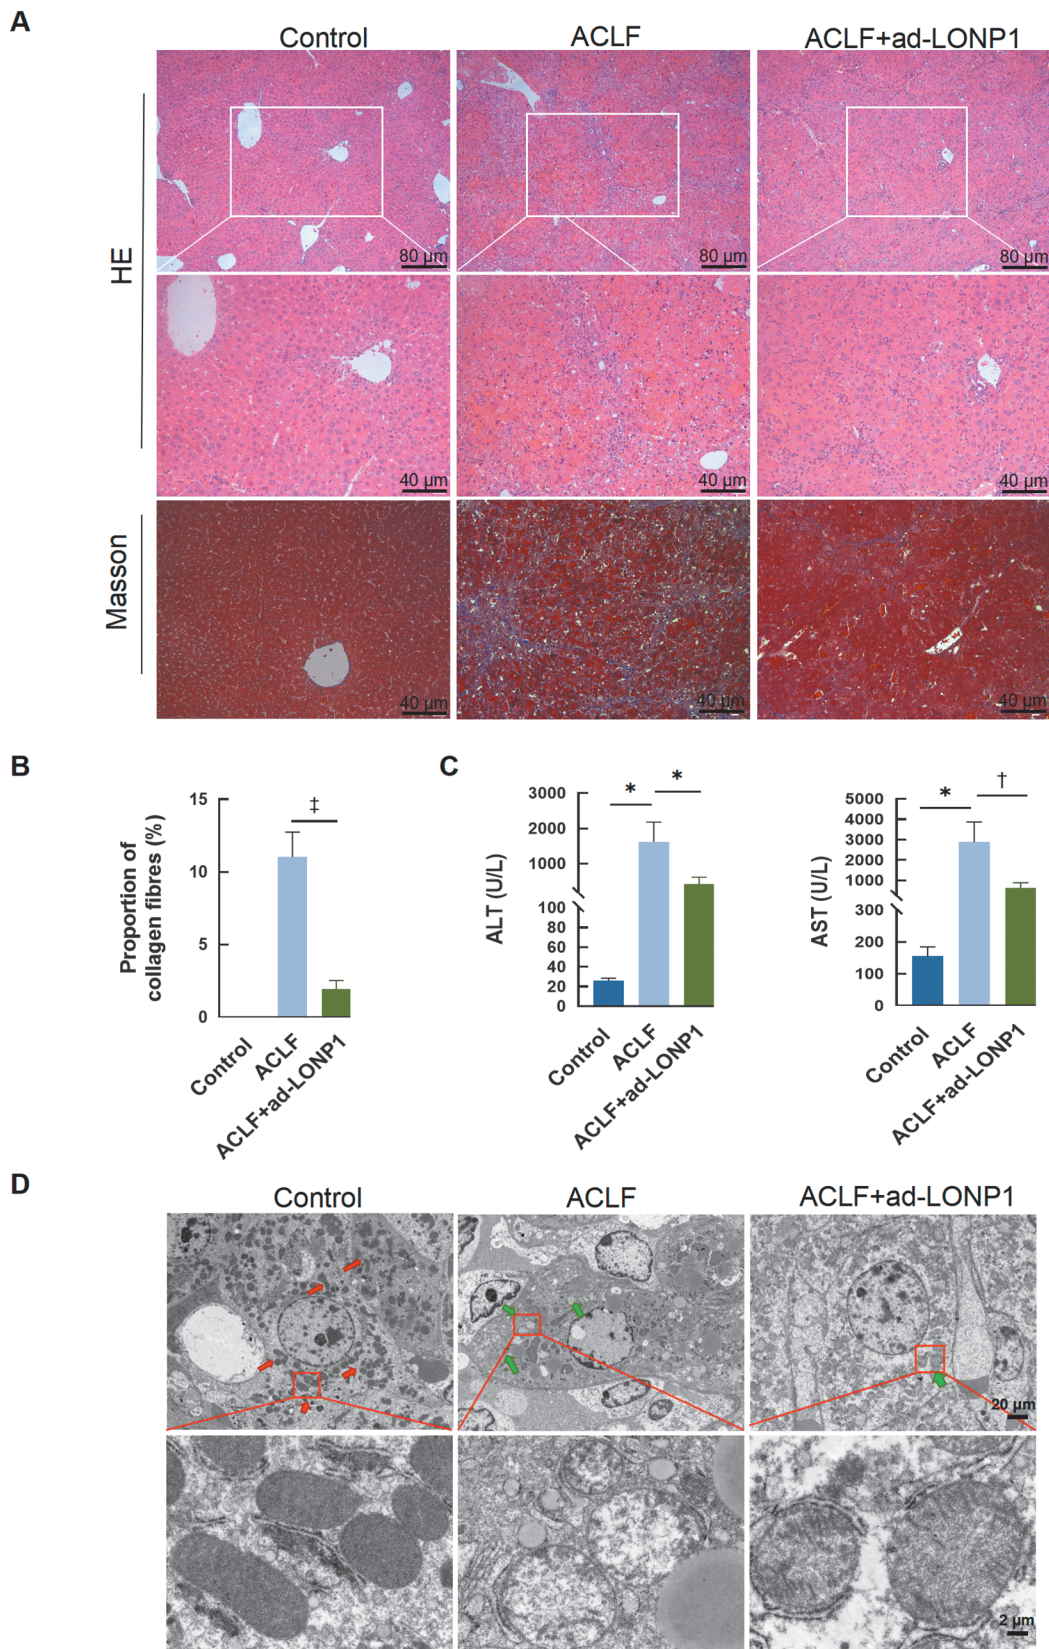 A
Control
ACLF
ACLF+ad-LONP1
HE
80 µm
80 µm
80 µm
40 µm
40 µm
40 µm
Masson
40 µm
40 µm
40 µm
B
Proportion of
collagen fibres (%)
15
10
5
0
‡
Control
ACLF
ACLF+ad-LONP1
C
ALT (U/L)
3000
2000
1000
0
100
80
60
40
20
0
*
*
Control
ACLF
ACLF+ad-LONP1
AST (U/L)
5000
4000
3000
2000
1000
0
300
200
100
0
*
†
Control
ACLF
ACLF+ad-LONP1
D
Control
ACLF
ACLF+ad-LONP1
20 µm
2 µm